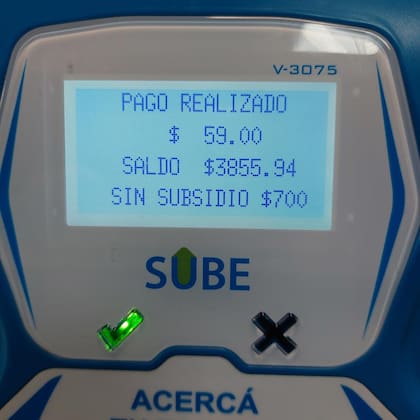 V-3075
PAGO REALIZADO
$ 59.00
SALDO $3855.94
SIN SUBSIDIO $700
SUBE
ACERCÁ